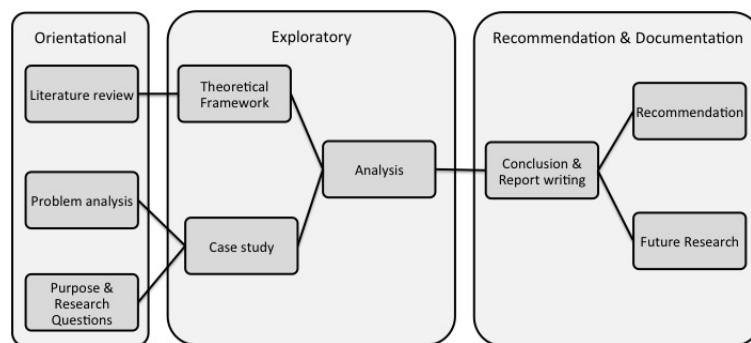 Orientational
Literature review
Problem analysis
Purpose &
Research
Questions
Exploratory
Theoretical
Framework
Case study
Analysis
Recommendation & Documentation
Conclusion &
Report writing
Recommendation
Future Research